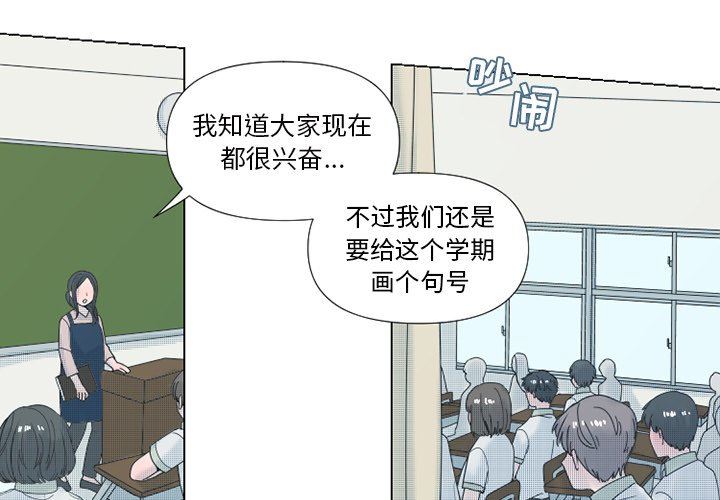 我知道大家现在
都很兴奋...
吵闹
不过我们还是
要给这个学期
画个句号